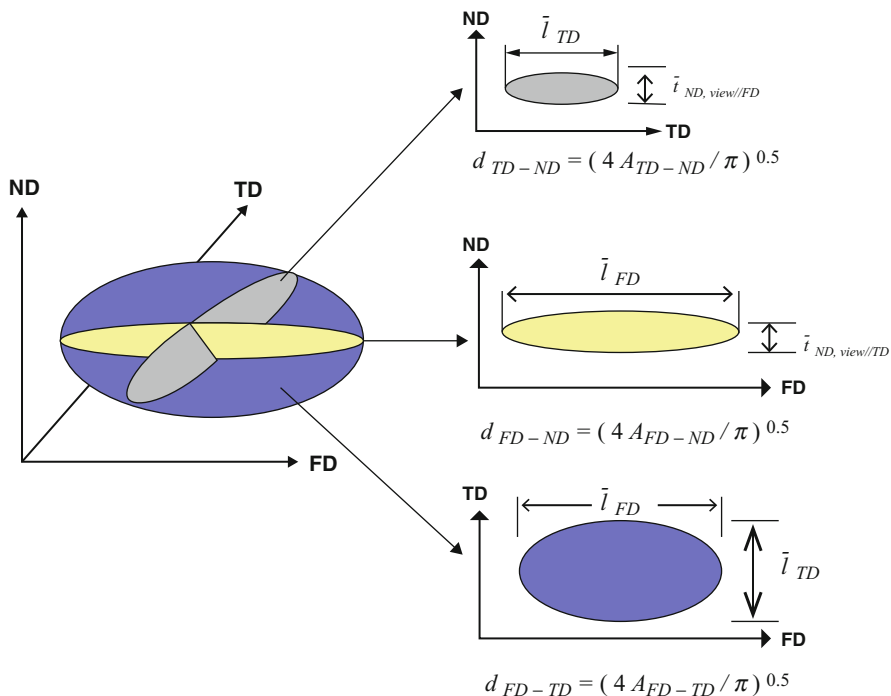 ND
TD
FD
ND
l̄ TD
t̄ ND, view//FD
TD
d TD – ND = ( 4 A TD – ND / π ) 0.5
ND
l̄ FD
t̄ ND, view//TD
FD
d FD – ND = ( 4 A FD – ND / π ) 0.5
TD
l̄ FD
l̄ TD
FD
d FD – TD = ( 4 A FD – TD / π ) 0.5